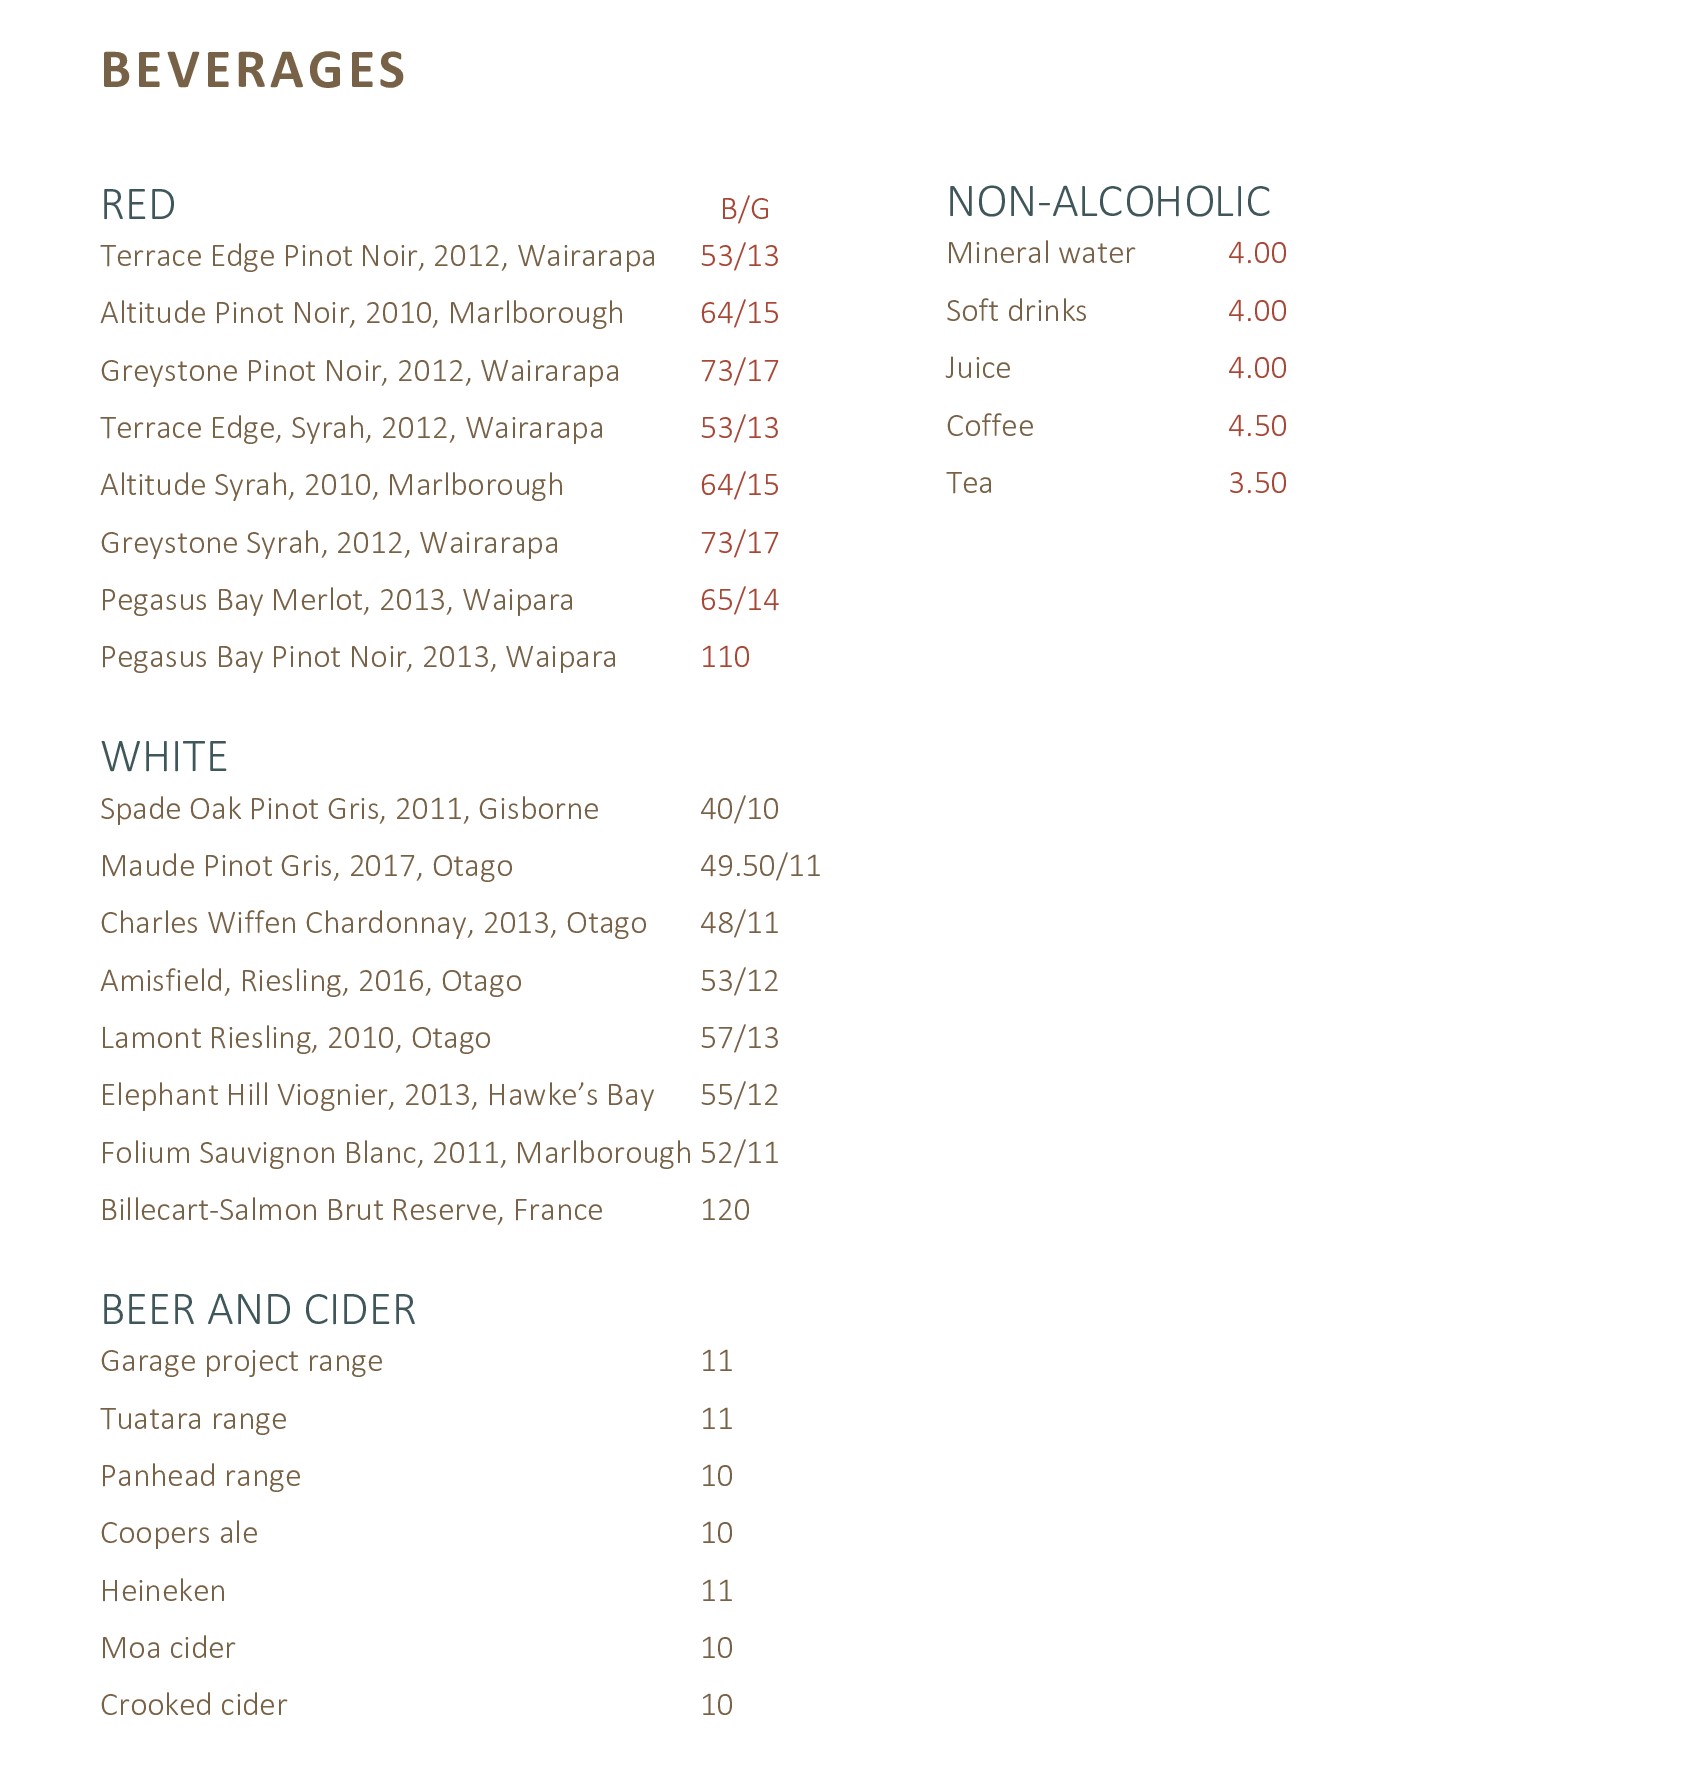 BEVERAGES
RED B/G
Terrace Edge Pinot Noir, 2012, Wairarapa 53/13
Altitude Pinot Noir, 2010, Marlborough 64/15
Greystone Pinot Noir, 2012, Wairarapa 73/17
Terrace Edge, Syrah, 2012, Wairarapa 53/13
Altitude Syrah, 2010, Marlborough 64/15
Greystone Syrah, 2012, Wairarapa 73/17
Pegasus Bay Merlot, 2013, Waipara 65/14
Pegasus Bay Pinot Noir, 2013, Waipara 110
WHITE
Spade Oak Pinot Gris, 2011, Gisborne 40/10
Maude Pinot Gris, 2017, Otago 49.50/11
Charles Wiffen Chardonnay, 2013, Otago 48/11
Amisfield, Riesling, 2016, Otago 53/12
Lamont Riesling, 2010, Otago 57/13
Elephant Hill Viognier, 2013, Hawke’s Bay 55/12
Folium Sauvignon Blanc, 2011, Marlborough 52/11
Billecart-Salmon Brut Reserve, France 120
BEER AND CIDER
Garage project range 11
Tuatara range 11
Panhead range 10
Coopers ale 10
Heineken 11
Moa cider 10
Crooked cider 10
NON-ALCOHOLIC
Mineral water 4.00
Soft drinks 4.00
Juice 4.00
Coffee 4.50
Tea 3.50